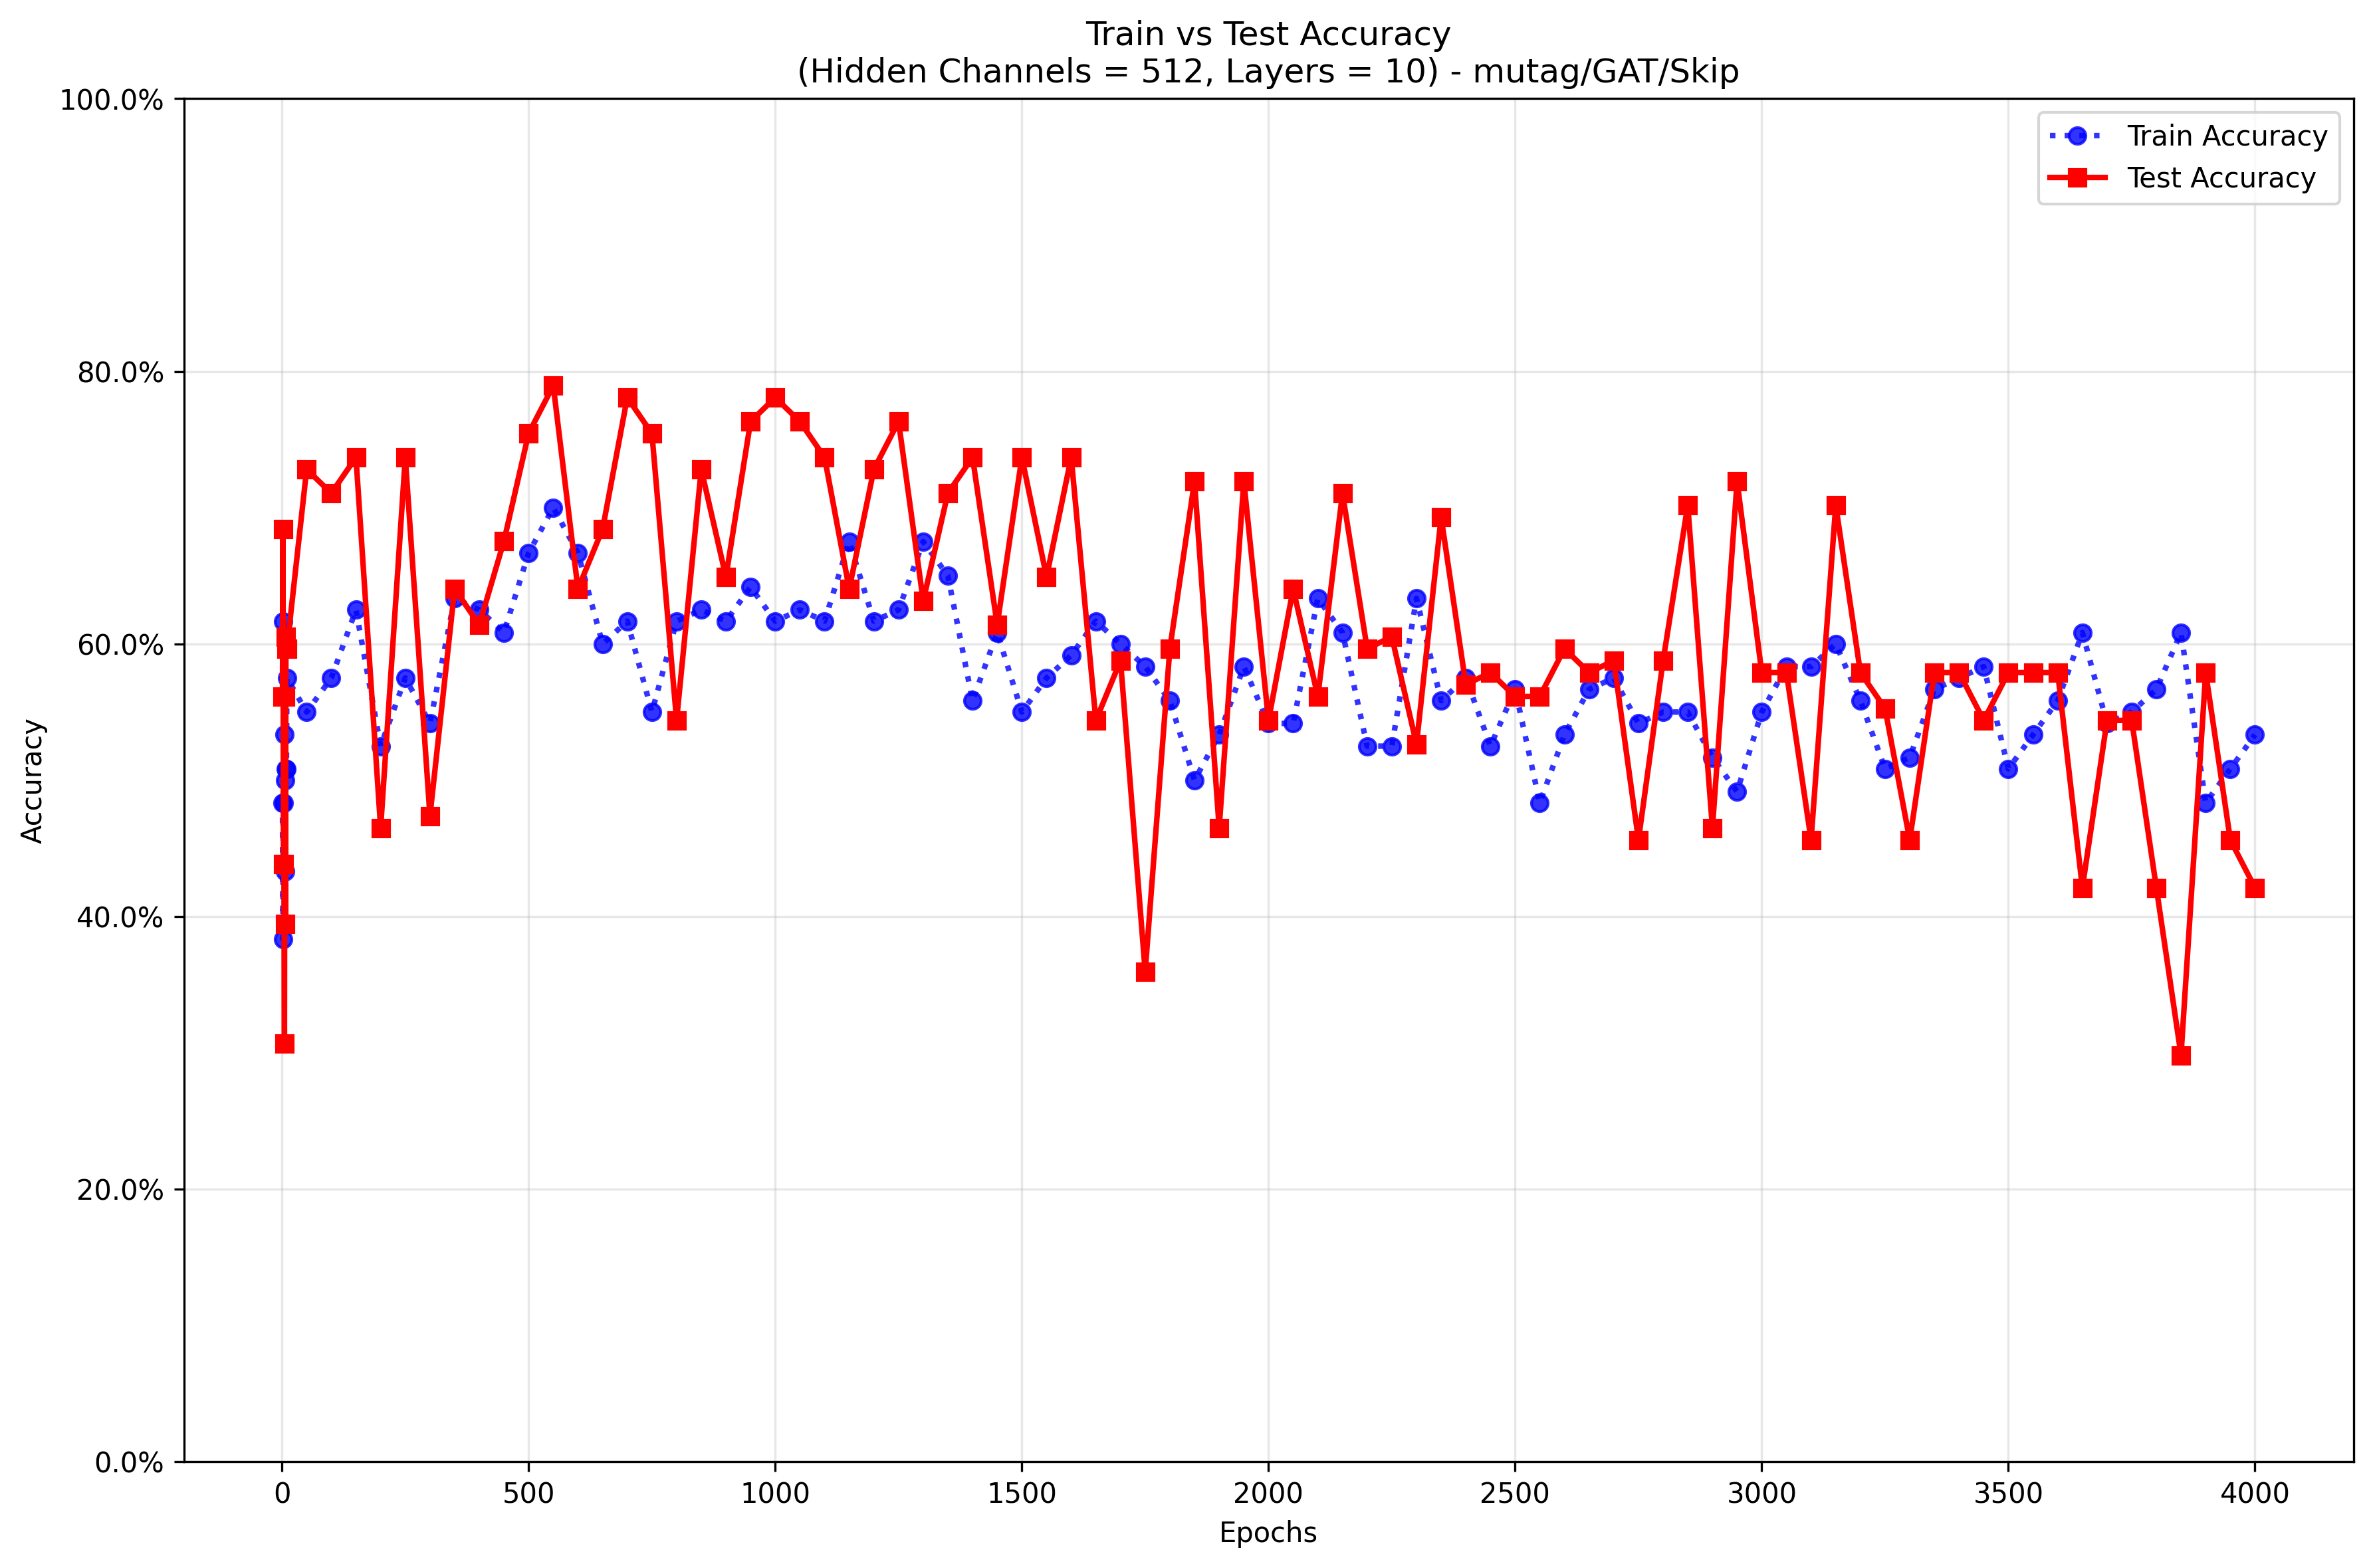 Train vs Test Accuracy
(Hidden Channels = 512, Layers = 10) - mutag/GAT/Skip
100.0%
80.0%
60.0%
40.0%
20.0%
0.0%
Accuracy
Train Accuracy
Test Accuracy
0 500 1000 1500 2000 2500 3000 3500 4000
Epochs